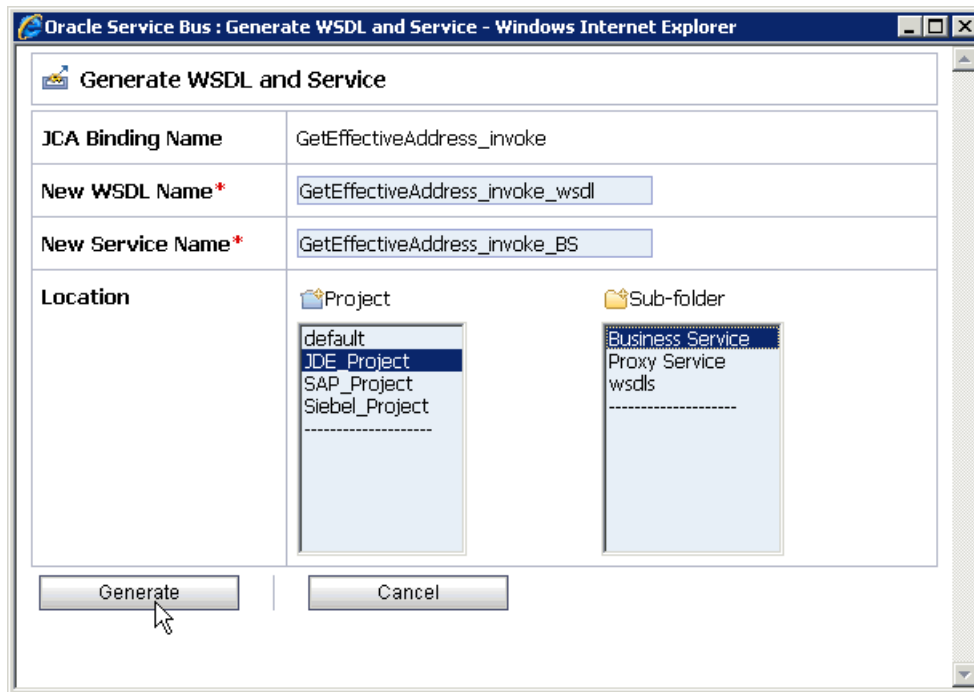 Oracle Service Bus : Generate WSDL and Service - Windows Internet Explorer
Generate WSDL and Service
JCA Binding Name GetEffectiveAddress_invoke
New WSDL Name* GetEffectiveAddress_invoke_wsdl
New Service Name* GetEffectiveAddress_invoke_BS
Location Project Sub-folder
default Business Service
JDE_Project Proxy Service
SAP_Project wsdls
Siebel_Project --------------------
--------------------
Generate Cancel